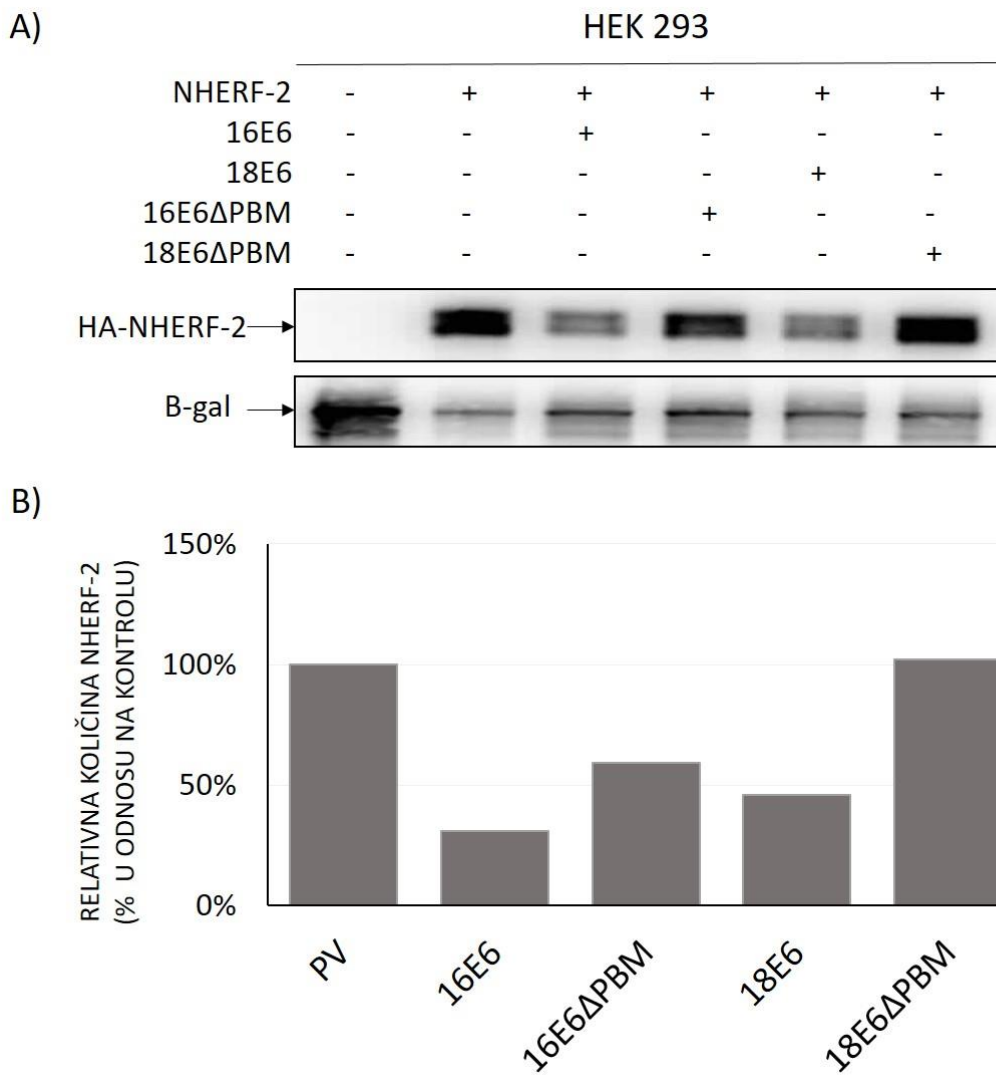 A)
HEK 293
NHERF-2 - + + + + +
16E6 - - + - - -
18E6 - - - - + -
16E6ΔPBM - - - + - -
18E6ΔPBM - - - - - +
HA-NHERF-2
B-gal
B)
RELATIVNA KOLIČINA NHERF-2
(% U ODNOSU NA KONTROLU)
150%
100%
50%
0%
PV
16E6
16E6ΔPBM
18E6
18E6ΔPBM